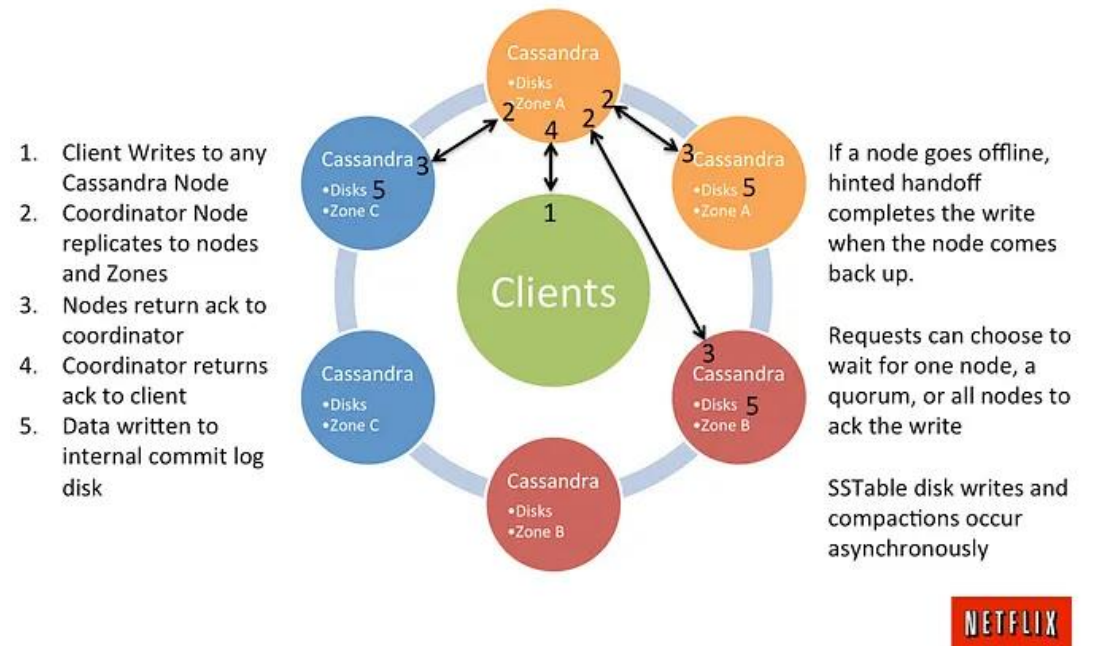 1. Client Writes to any
Cassandra Node
2. Coordinator Node
replicates to nodes
and Zones
3. Nodes return ack to
coordinator
4. Coordinator returns
ack to client
5. Data written to
internal commit log
disk
Cassandra
•Disks
•Zone A
2
4
2
2
Cassandra 3
•Disks 5
•Zone C
3
Cassandra
•Disks 5
•Zone A
1
Clients
Cassandra
•Disks
•Zone C
3
Cassandra
•Disks 5
•Zone B
Cassandra
•Disks
•Zone B
If a node goes offline,
hinted handoff
completes the write
when the node comes
back up.
Requests can choose to
wait for one node, a
quorum, or all nodes to
ack the write
SSTable disk writes and
compactions occur
asynchronously
NETFLIX